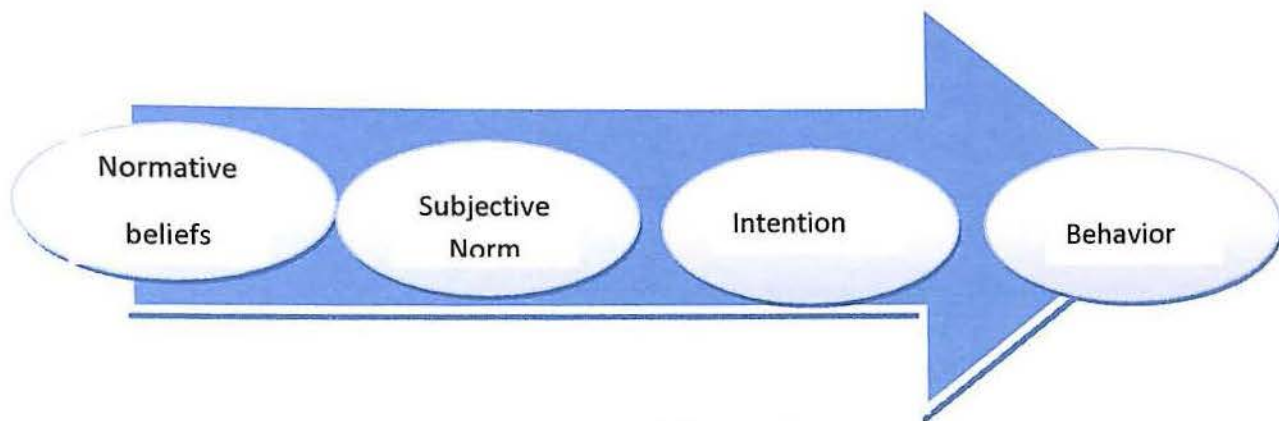 Normative
beliefs
Subjective
Norm
Intention
Behavior